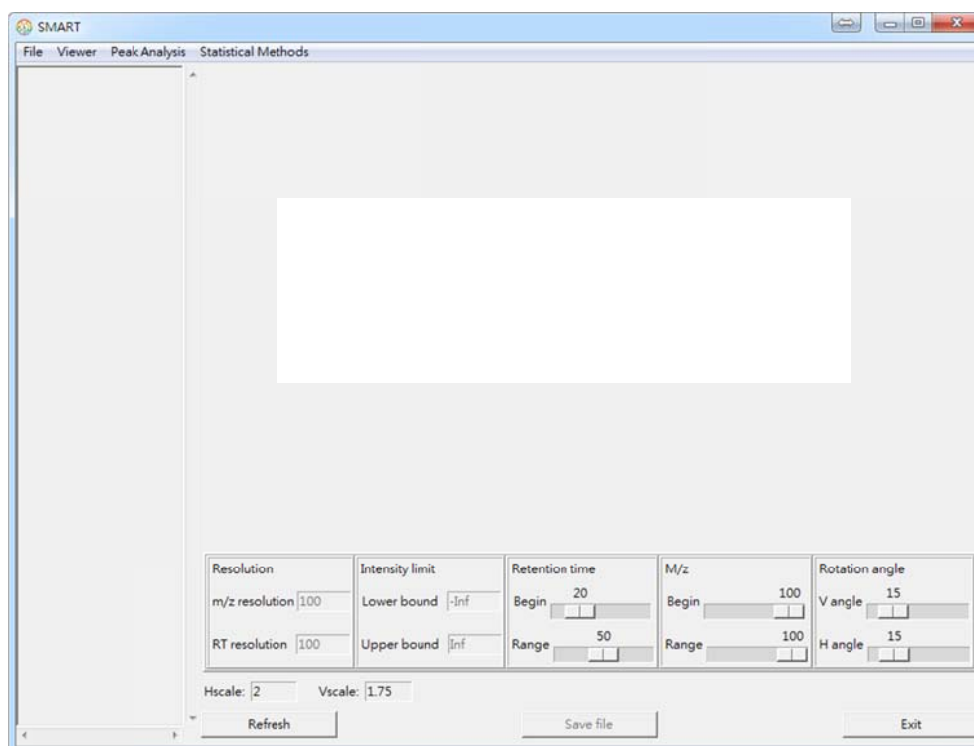 SMART
File Viewer Peak Analysis Statistical Methods
Resolution Intensity limit Retention time M/z Rotation angle
20 100 15
m/z resolution 100 Lower bound -Inf Begin Begin V angle
50 100 15
RT resolution 100 Upper bound Inf Range Range H angle
Hscale: 2 Vscale: 1.75
Refresh Save file Exit